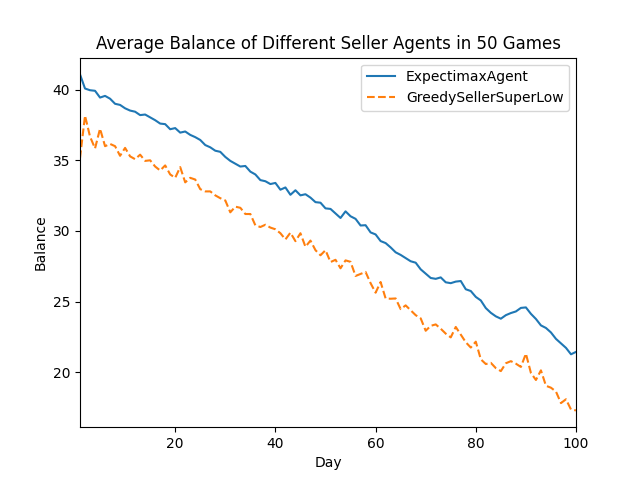 Average Balance of Different Seller Agents in 50 Games
ExpectimaxAgent
GreedySellerSuperLow
Balance
40
35
30
25
20
20
40
60
80
100
Day